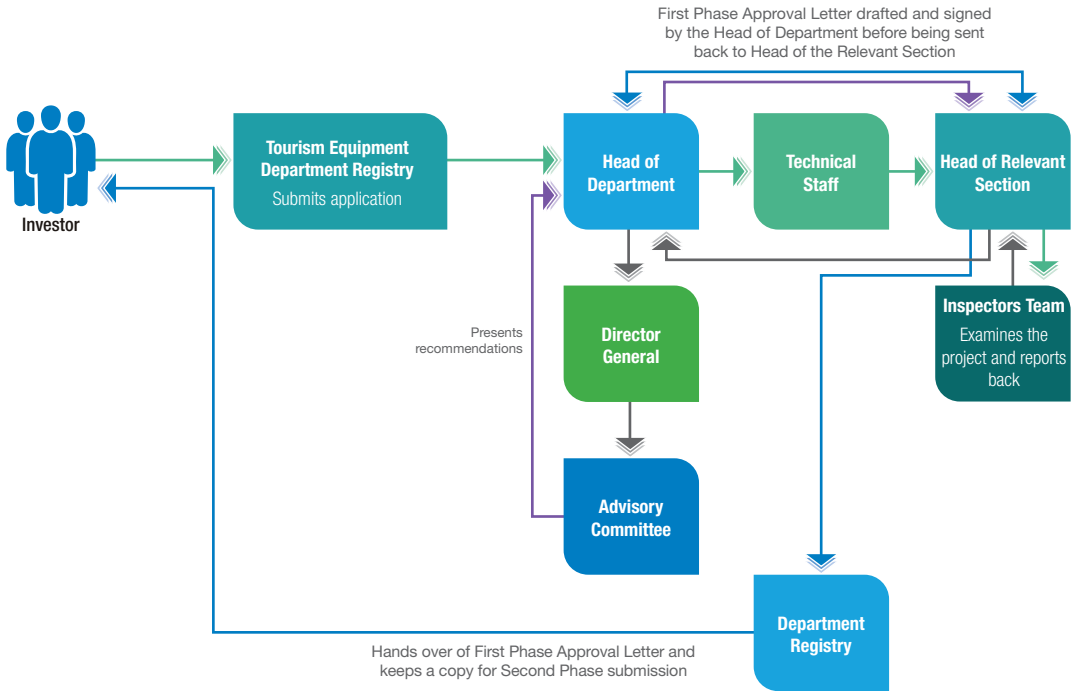 First Phase Approval Letter drafted and signed
by the Head of Department before being sent
back to Head of the Relevant Section
Investor
Tourism Equipment
Department Registry
Submits application
Head of
Department
Technical
Staff
Head of Relevant
Section
Presents
recommendations
Director
General
Inspectors Team
Examines the
project and reports
back
Advisory
Committee
Department
Registry
Hands over of First Phase Approval Letter and
keeps a copy for Second Phase submission